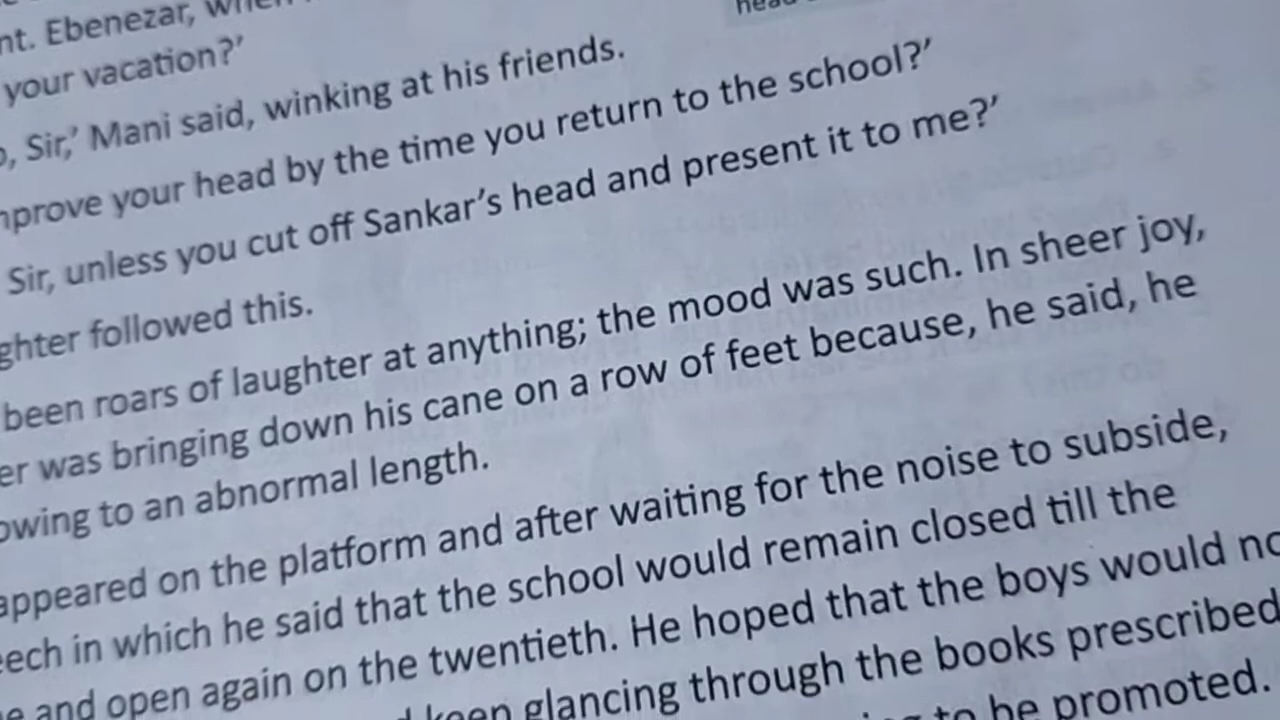 head
nt. Ebenezar, when
your vacation?’
, Sir,’ Mani said, winking at his friends.
mprove your head by the time you return to the school?’
Sir, unless you cut off Sankar’s head and present it to me?’
ghter followed this.
been roars of laughter at anything; the mood was such. In sheer joy,
er was bringing down his cane on a row of feet because, he said, he
owing to an abnormal length.
appeared on the platform and after waiting for the noise to subside,
eech in which he said that the school would remain closed till the
e and open again on the twentieth. He hoped that the boys would no
keep glancing through the books prescribed
to be promoted.